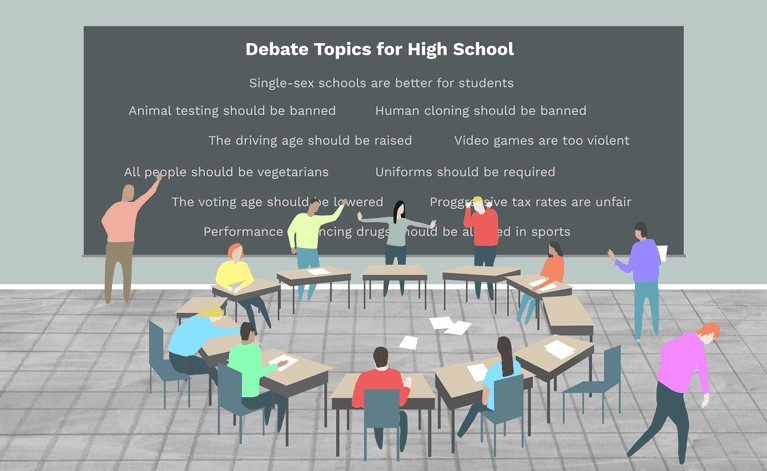 Debate Topics for High School
Single-sex schools are better for students
Animal testing should be banned Human cloning should be banned
The driving age should be raised Video games are too violent
All people should be vegetarians Uniforms should be required
The voting age should be lowered Proggressive tax rates are unfair
Performance drugs should be allowed in sports